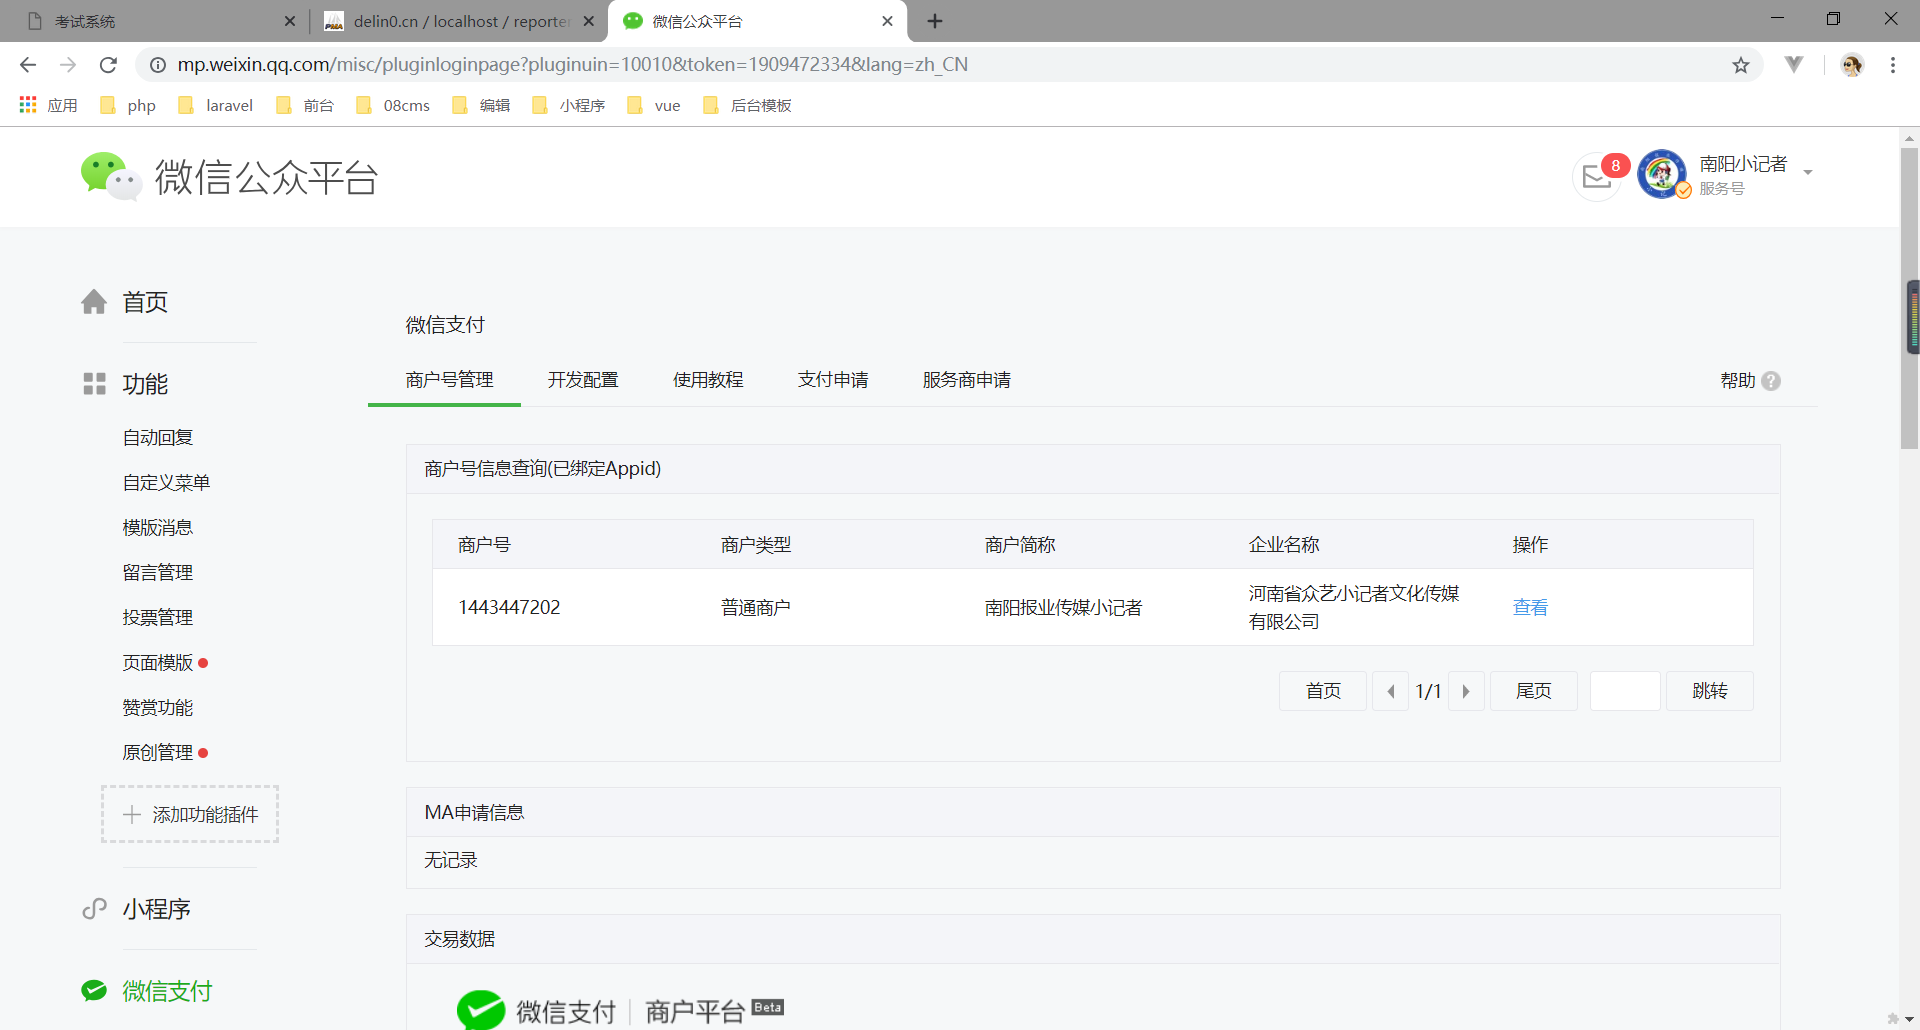 考试系统
delin0.cn / localhost / reporte
微信公众平台
mp.weixin.qq.com/misc/pluginloginpage?pluginuin=10010&token=1909472334&lang=zh_CN
应用 php laravel 前台 08cms 编辑 小程序 vue 后台模板
微信公众平台
8
南阳小记者
服务号
首页
功能
自动回复
自定义菜单
模版消息
留言管理
投票管理
页面模版
赞赏功能
原创管理
添加功能插件
小程序
微信支付
微信支付
商户号管理 开发配置 使用教程 支付申请 服务商申请 帮助 ?
商户号信息查询(已绑定Appid)
商户号 商户类型 商户简称 企业名称 操作
1443447202 普通商户 南阳报业传媒小记者 河南省众艺小记者文化传媒 查看
有限公司
首页 1/1 尾页 跳转
MA申请信息
无记录
交易数据
微信支付 商户平台 Beta